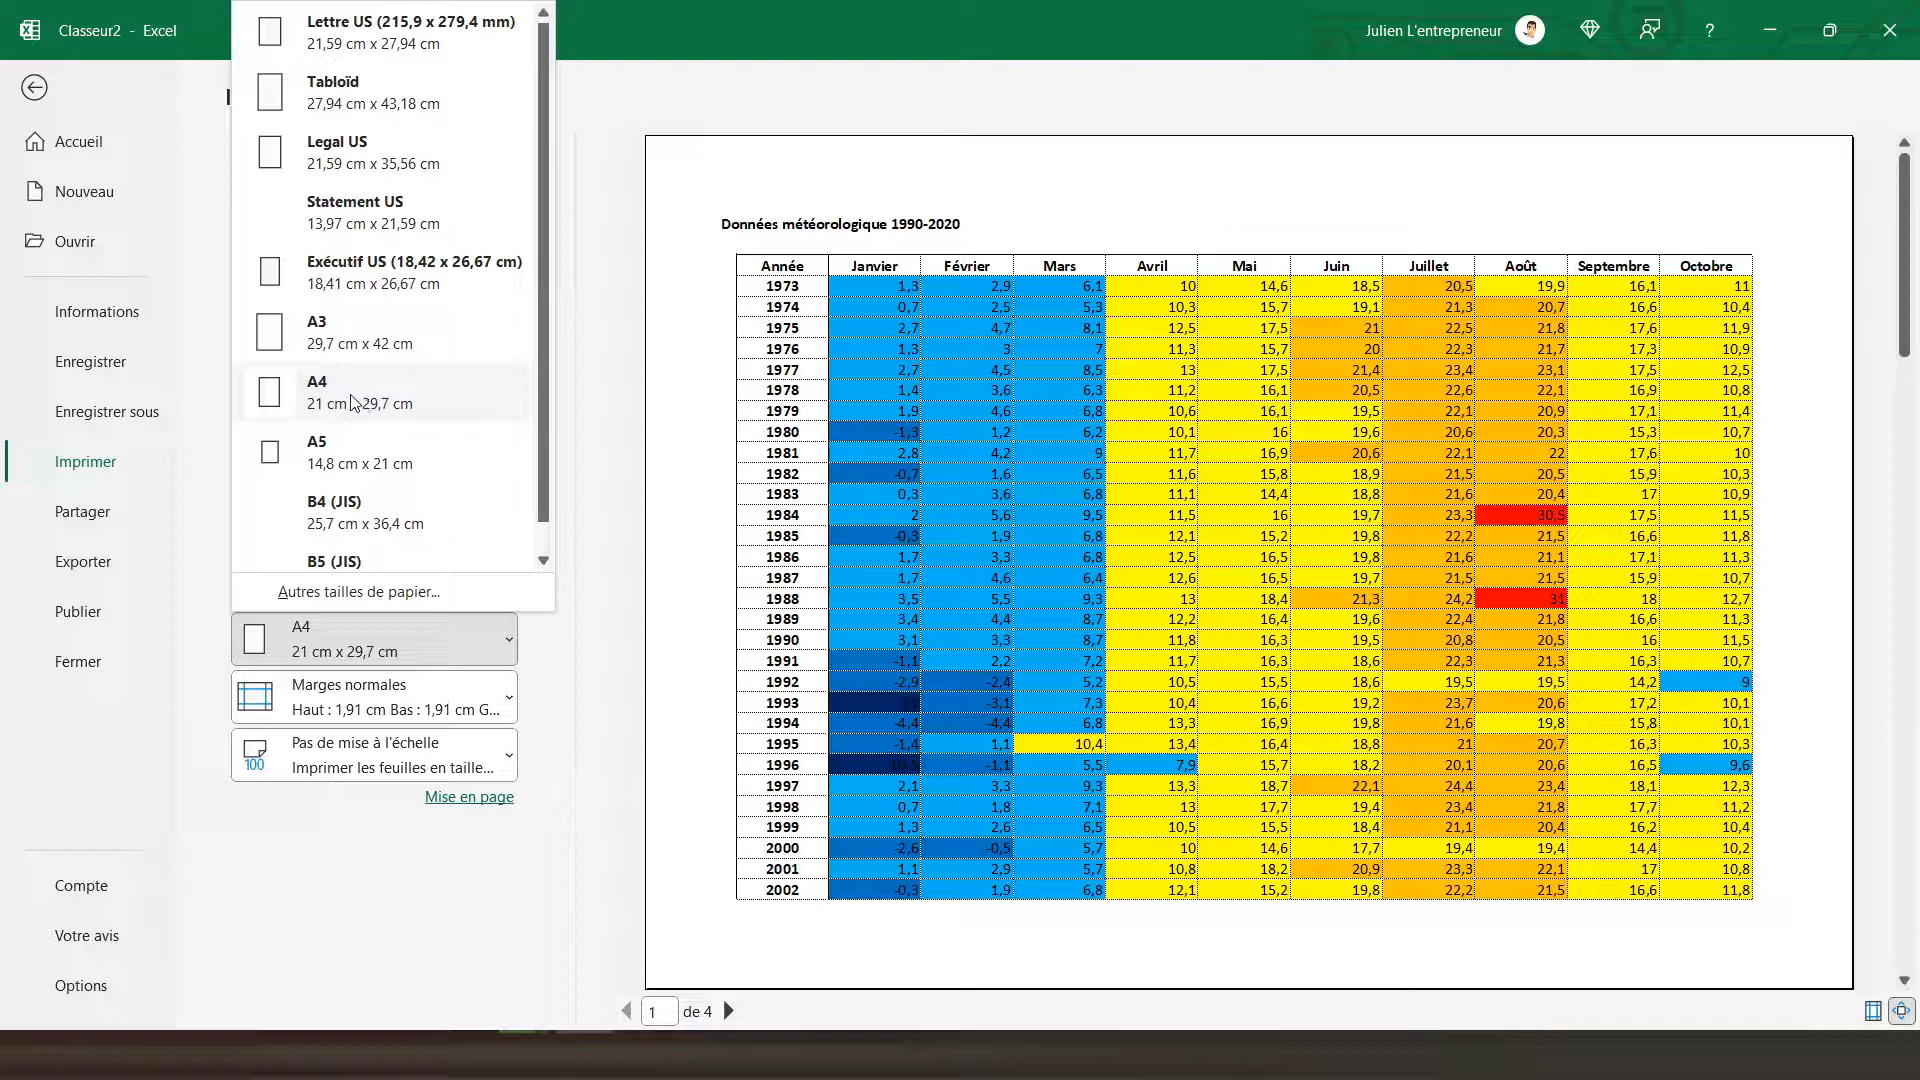 Classeur2 - Excel
Julien L'entrepreneur
?
Accueil
Nouveau
Ouvrir
Informations
Enregistrer
Enregistrer sous
Imprimer
Partager
Exporter
Publier
Fermer
Compte
Votre avis
Options
Lettre US (215,9 x 279,4 mm)
21,59 cm x 27,94 cm
Tabloïd
27,94 cm x 43,18 cm
Legal US
21,59 cm x 35,56 cm
Statement US
13,97 cm x 21,59 cm
Exécutif US (18,42 x 26,67 cm)
18,41 cm x 26,67 cm
A3
29,7 cm x 42 cm
A4
21 cm 29,7 cm
A5
14,8 cm x 21 cm
B4 (JIS)
25,7 cm x 36,4 cm
B5 (JIS)
Autres tailles de papier...
A4
21 cm x 29,7 cm
Marges normales
Haut : 1,91 cm Bas : 1,91 cm G...
Pas de mise à l'échelle
100
Imprimer les feuilles en taille...
Mise en page
Données météorologique 1990-2020
Année Janvier Février Mars Avril Mai Juin Juillet Août Septembre Octobre
1973 1,3 2,9 6,1 10 14,6 18,5 20,5 19,9 16,1 11
1974 0,7 2,5 5,3 10,3 15,7 19,1 21,3 20,7 16,6 10,4
1975 2,7 4,7 8,1 12,5 17,5 21 22,5 21,8 17,6 11,9
1976 1,3 3 7 11,3 15,7 20 22,3 21,7 17,3 10,9
1977 2,7 4,5 8,5 13 17,5 21,4 23,4 23,1 17,5 12,5
1978 1,4 3,6 6,3 11,2 16,1 20,5 22,6 22,1 16,9 10,8
1979 1,9 4,6 6,8 10,6 16,1 19,5 22,1 20,9 17,1 11,4
1980 -1,3 1,2 6,2 10,1 16 19,6 20,6 20,3 15,3 10,7
1981 2,8 4,2 9 11,7 16,9 20,6 22,1 22 17,6 10
1982 -0,7 1,6 6,5 11,6 15,8 18,9 21,5 20,5 15,9 10,3
1983 0,3 3,6 6,8 11,1 14,4 18,8 21,6 20,4 17 10,9
1984 2 5,6 9,5 11,5 16 19,7 23,3 30,5 17,5 11,5
1985 -0,3 1,9 6,8 12,1 15,2 19,8 22,2 21,5 16,6 11,8
1986 1,7 3,3 6,8 12,5 16,5 19,8 21,6 21,1 17,1 11,3
1987 1,7 4,6 6,4 12,6 16,5 19,7 21,5 21,5 15,9 10,7
1988 3,5 5,5 9,3 13 18,4 21,3 24,2 31 18 12,7
1989 3,4 4,4 8,7 12,2 16,4 19,6 22,4 21,8 16,6 11,3
1990 3,1 3,3 8,7 11,8 16,3 19,5 20,8 20,5 16 11,5
1991 -1,1 2,2 7,2 11,7 16,3 18,6 22,3 21,3 16,3 10,7
1992 -2,9 -2,4 5,2 10,5 15,5 18,6 19,5 19,5 14,2 9
1993 -3,1 7,3 10,4 16,6 19,2 23,7 20,6 17,2 10,1
1994 -4,4 -4,4 6,8 13,3 16,9 19,8 21,6 19,8 15,8 10,1
1995 -1,4 1,1 10,4 13,4 16,4 18,8 21 20,7 16,3 10,3
1996 -1,1 5,5 7,9 15,7 18,2 20,1 20,6 16,5 9,6
1997 2,1 3,3 9,3 13,3 18,7 22,1 24,4 23,4 18,1 12,3
1998 0,7 1,8 7,1 13 17,7 19,4 23,4 21,8 17,7 11,2
1999 1,3 2,6 6,5 10,5 15,5 18,4 21,1 20,4 16,2 10,4
2000 -2,6 -0,5 5,7 10 14,6 17,7 19,4 19,4 14,4 10,2
2001 1,1 2,9 5,7 10,8 18,2 20,9 23,3 22,1 17 10,8
2002 -0,3 1,9 6,8 12,1 15,2 19,8 22,2 21,5 16,6 11,8
1 de 4